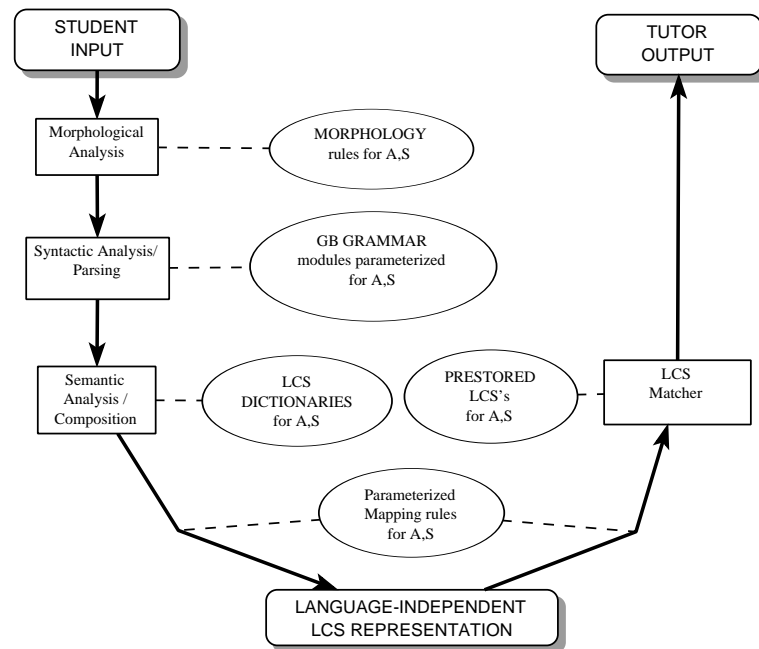 STUDENT
INPUT
TUTOR
OUTPUT
Morphological
Analysis
MORPHOLOGY
rules for A,S
Syntactic Analysis/
Parsing
GB GRAMMAR
modules parameterized
for A,S
Semantic
Analysis /
Composition
LCS
DICTIONARIES
for A,S
PRESTORED
LCS's
for A,S
LCS
Matcher
Parameterized
Mapping rules
for A,S
LANGUAGE-INDEPENDENT
LCS REPRESENTATION